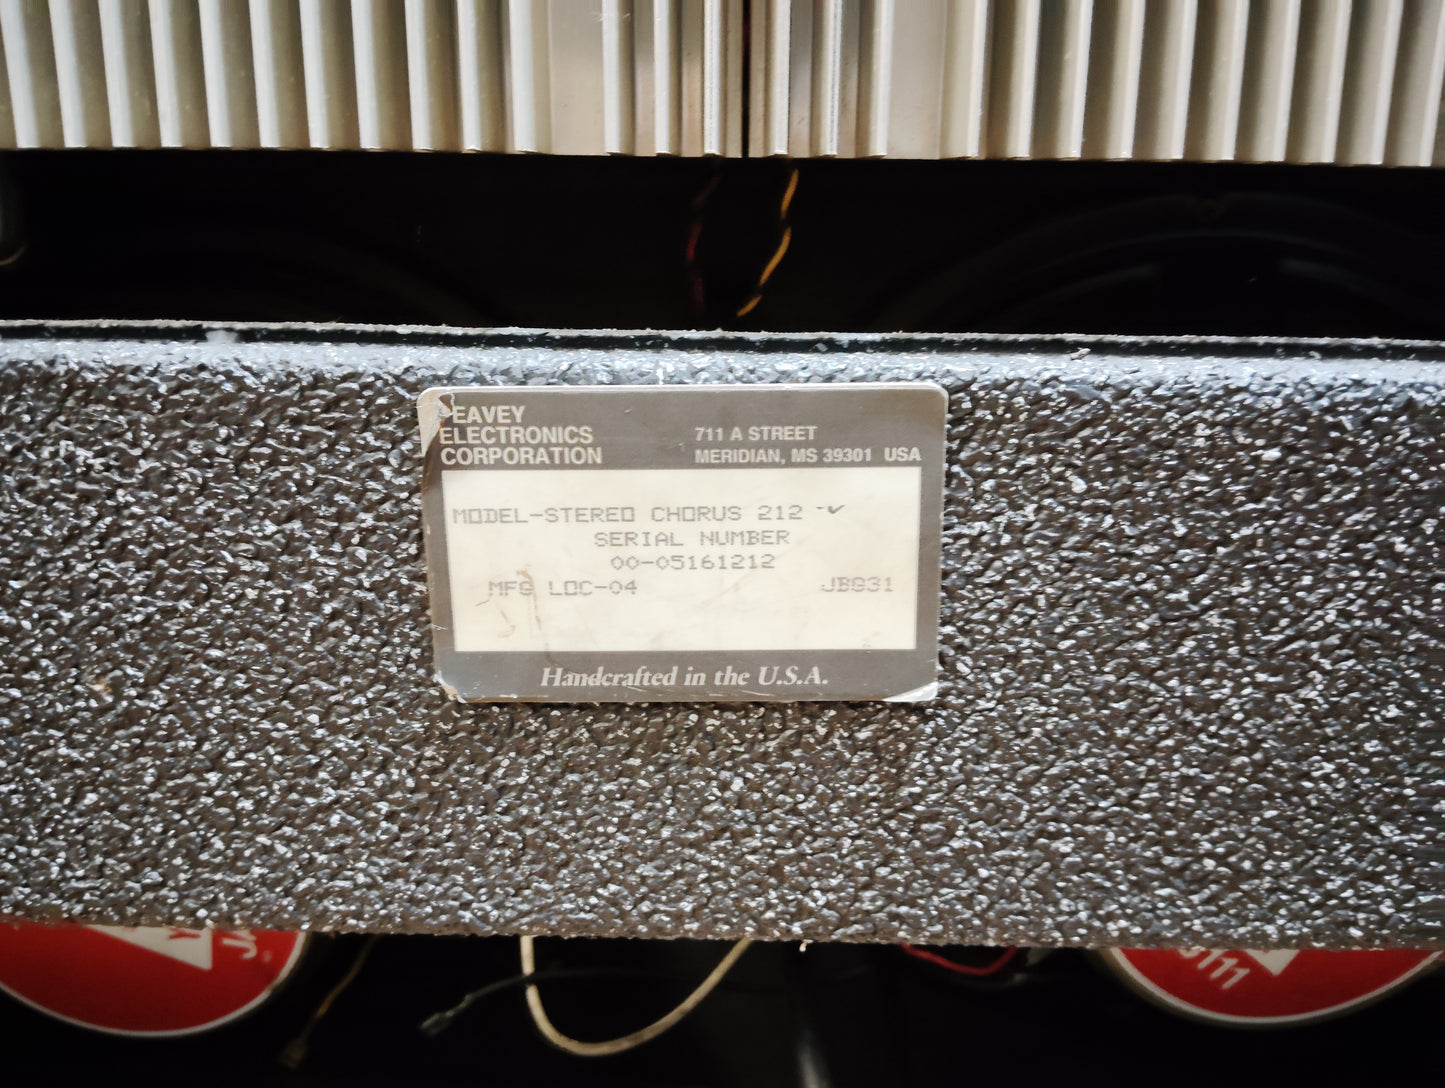 EAVEY
ELECTRONICS
CORPORATION
711 A STREET
MERIDIAN, MS 39301 USA
MODEL-STEREO CHORUS 212
SERIAL NUMBER
00-05161212
MFG LOC-04 JBG31
Handcrafted in the U.S.A.